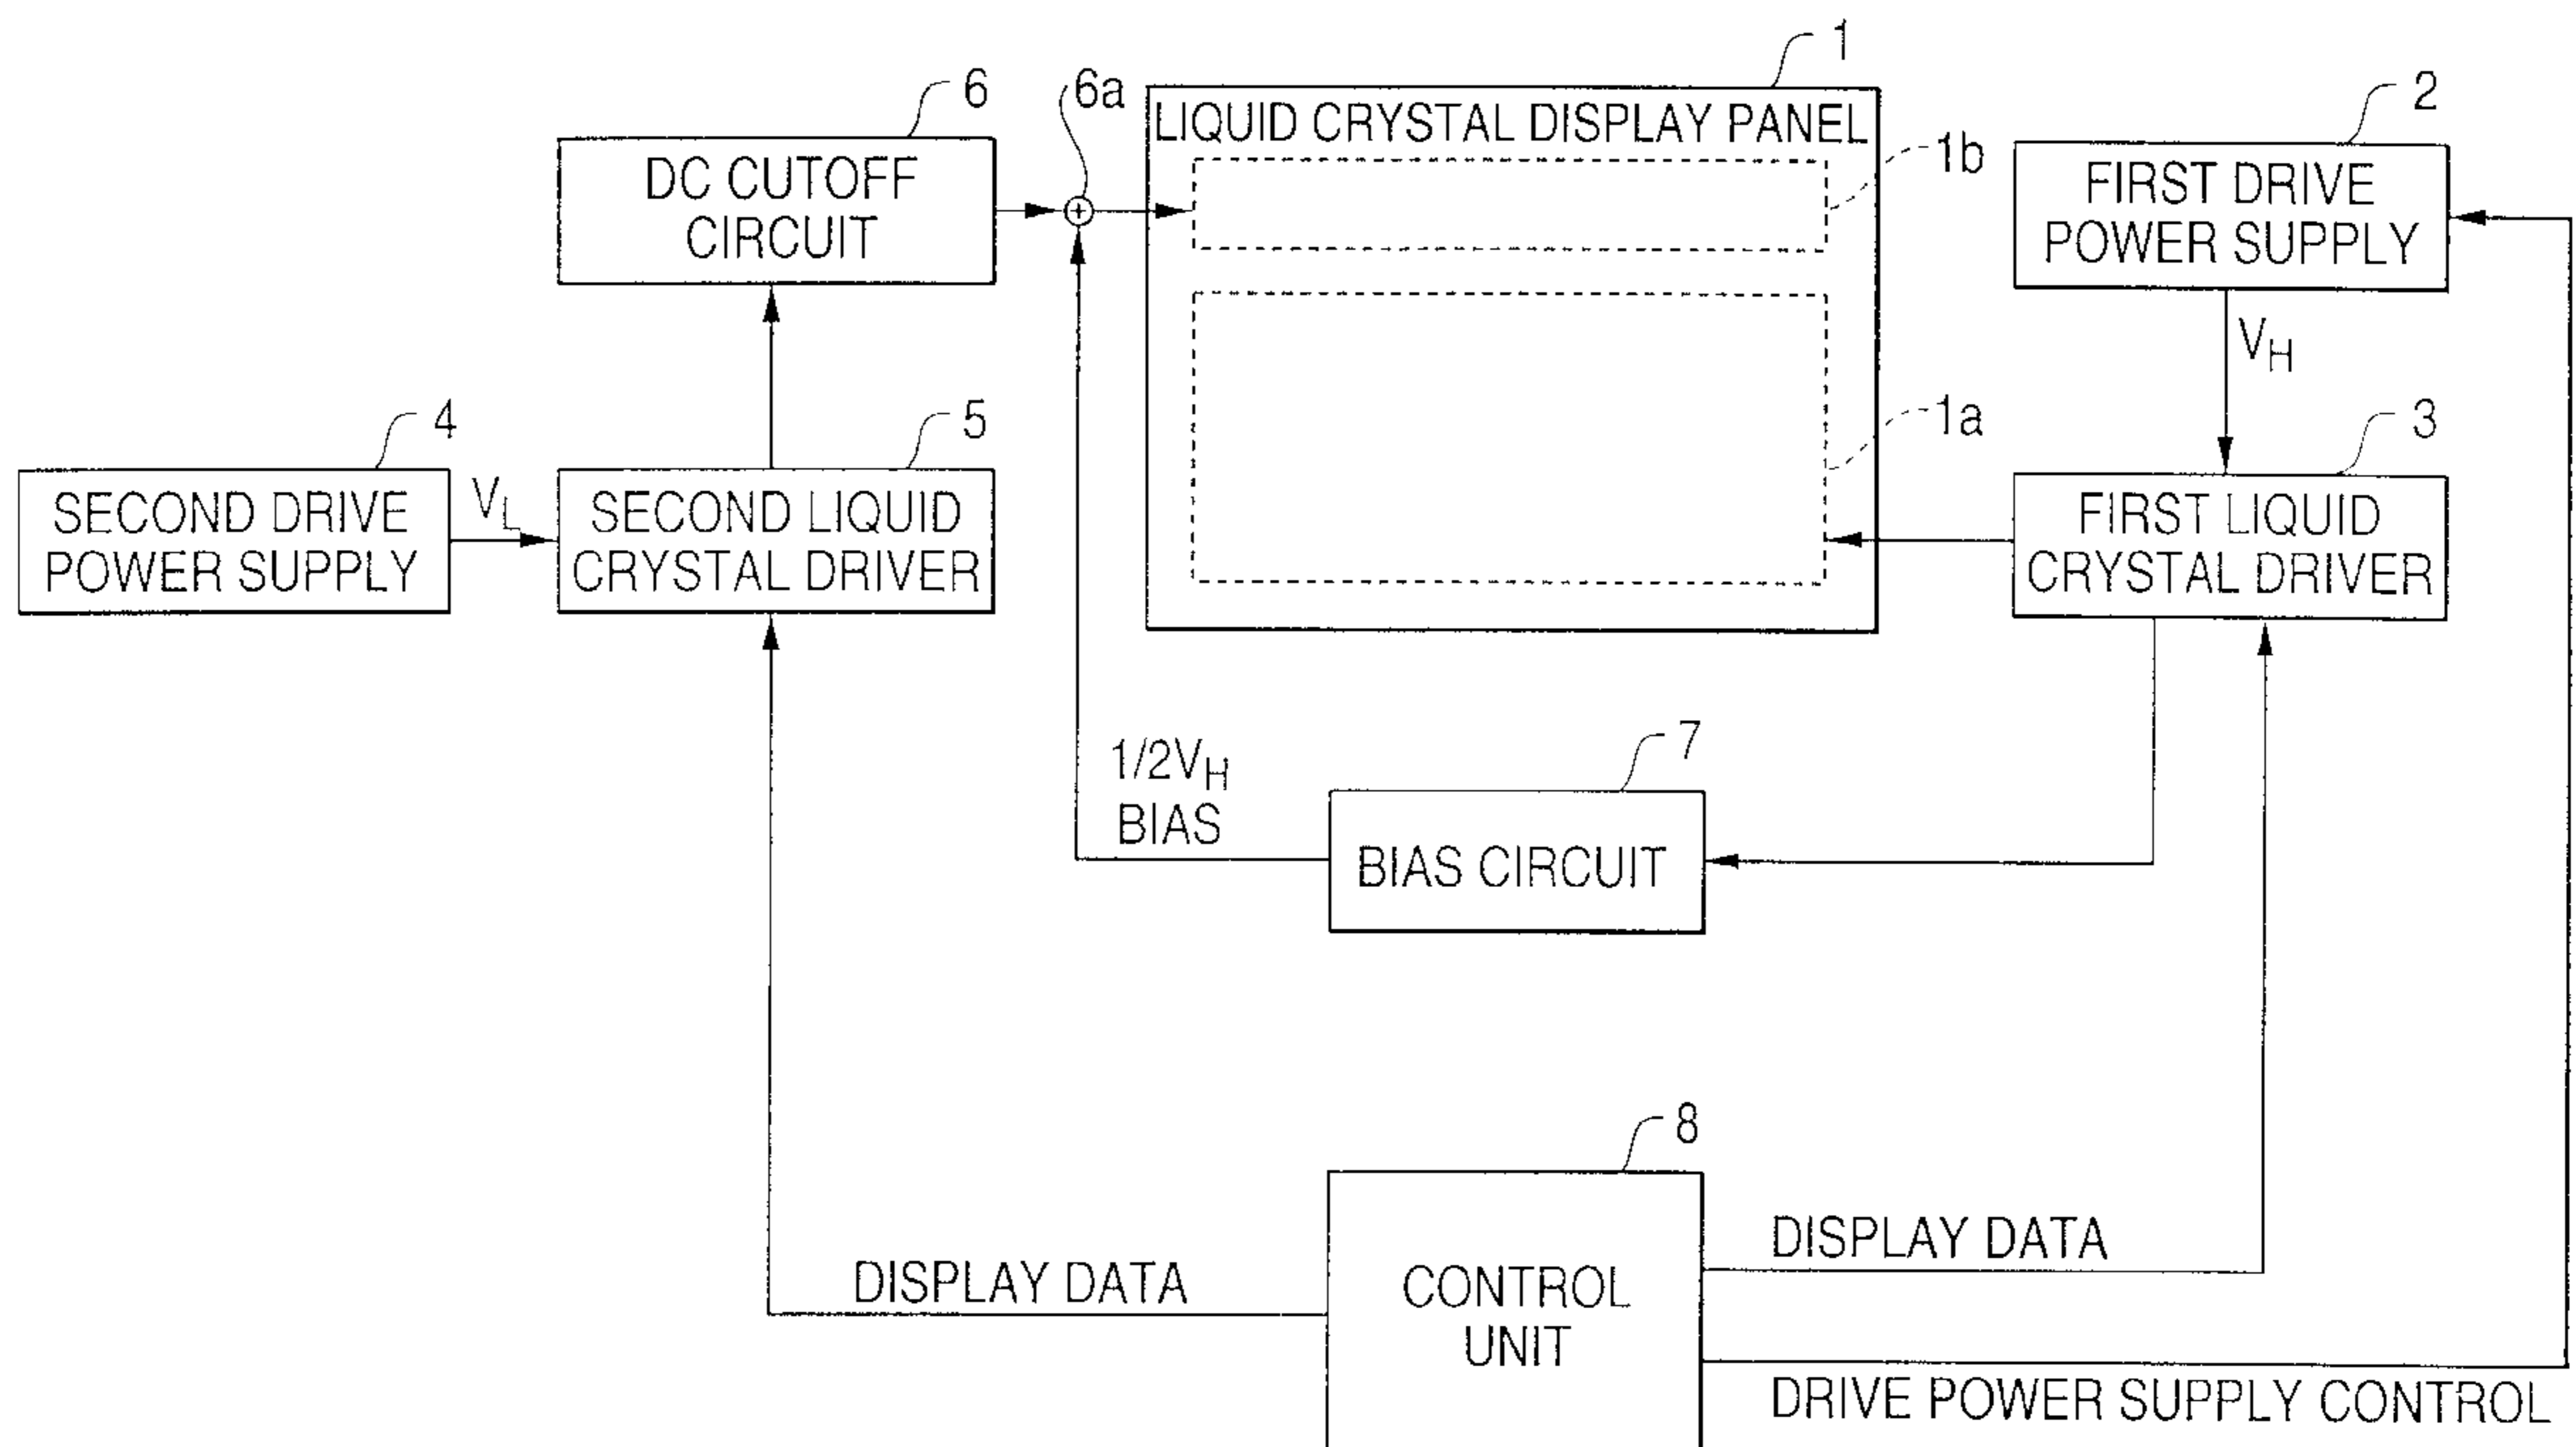 1
6
6a
2
LIQUID CRYSTAL DISPLAY PANEL
1b
DC CUTOFF
CIRCUIT
FIRST DRIVE
POWER SUPPLY
VH
4
5
1a
3
SECOND DRIVE
POWER SUPPLY
VL
SECOND LIQUID
CRYSTAL DRIVER
FIRST LIQUID
CRYSTAL DRIVER
7
1/2VH
BIAS
BIAS CIRCUIT
8
DISPLAY DATA
DISPLAY DATA
CONTROL
UNIT
DRIVE POWER SUPPLY CONTROL